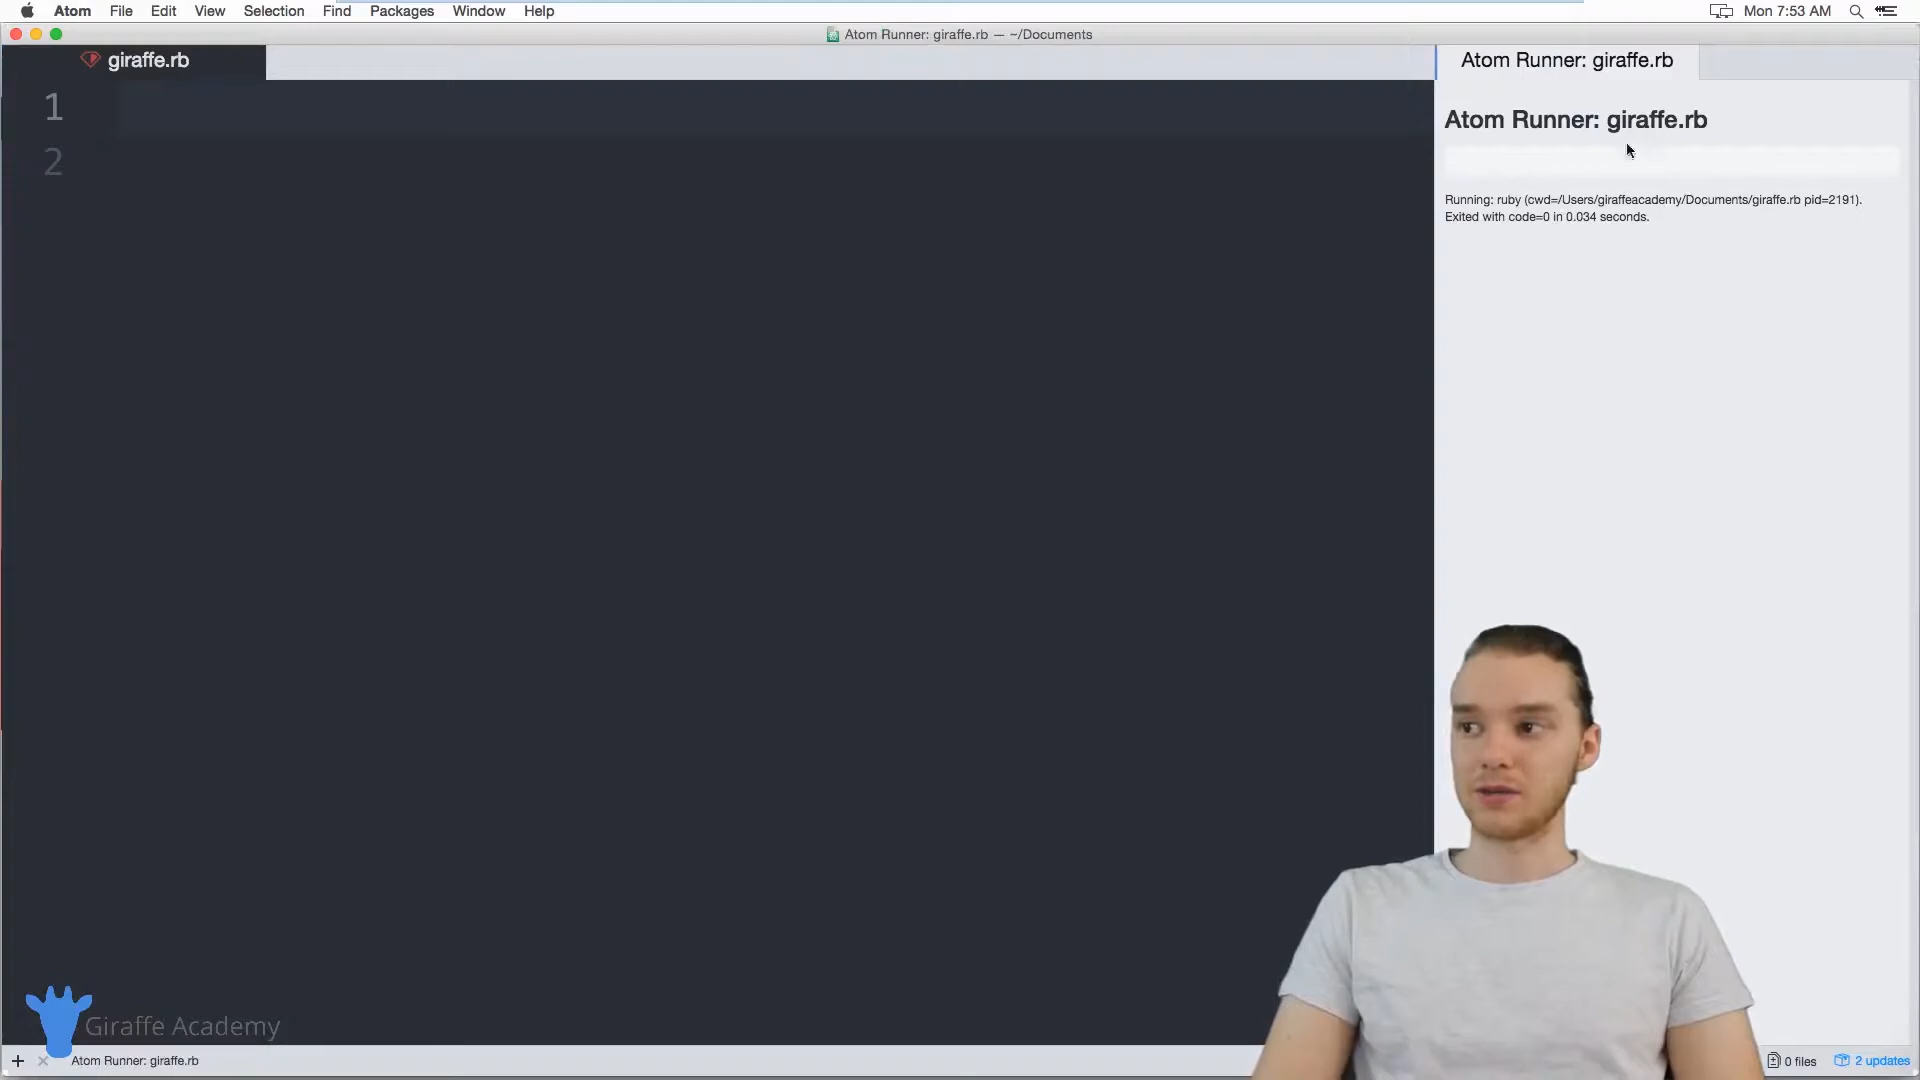 Atom File Edit View Selection Find Packages Window Help Mon 7:53 AM
Atom Runner: giraffe.rb — ~/Documents
giraffe.rb
Atom Runner: giraffe.rb
1
2
Atom Runner: giraffe.rb
Running: ruby (cwd=/Users/giraffeacademy/Documents/giraffe.rb pid=2191).
Exited with code=0 in 0.034 seconds.
Giraffe Academy
Atom Runner: giraffe.rb
0 files 2 updates